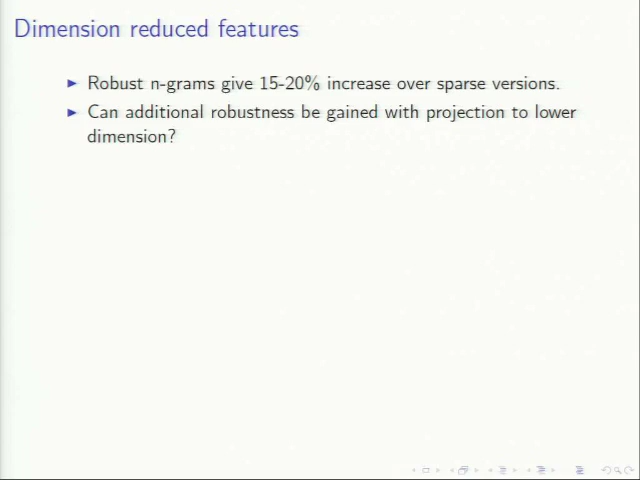 Dimension reduced features
▶ Robust n-grams give 15-20% increase over sparse versions.
▶ Can additional robustness be gained with projection to lower
dimension?